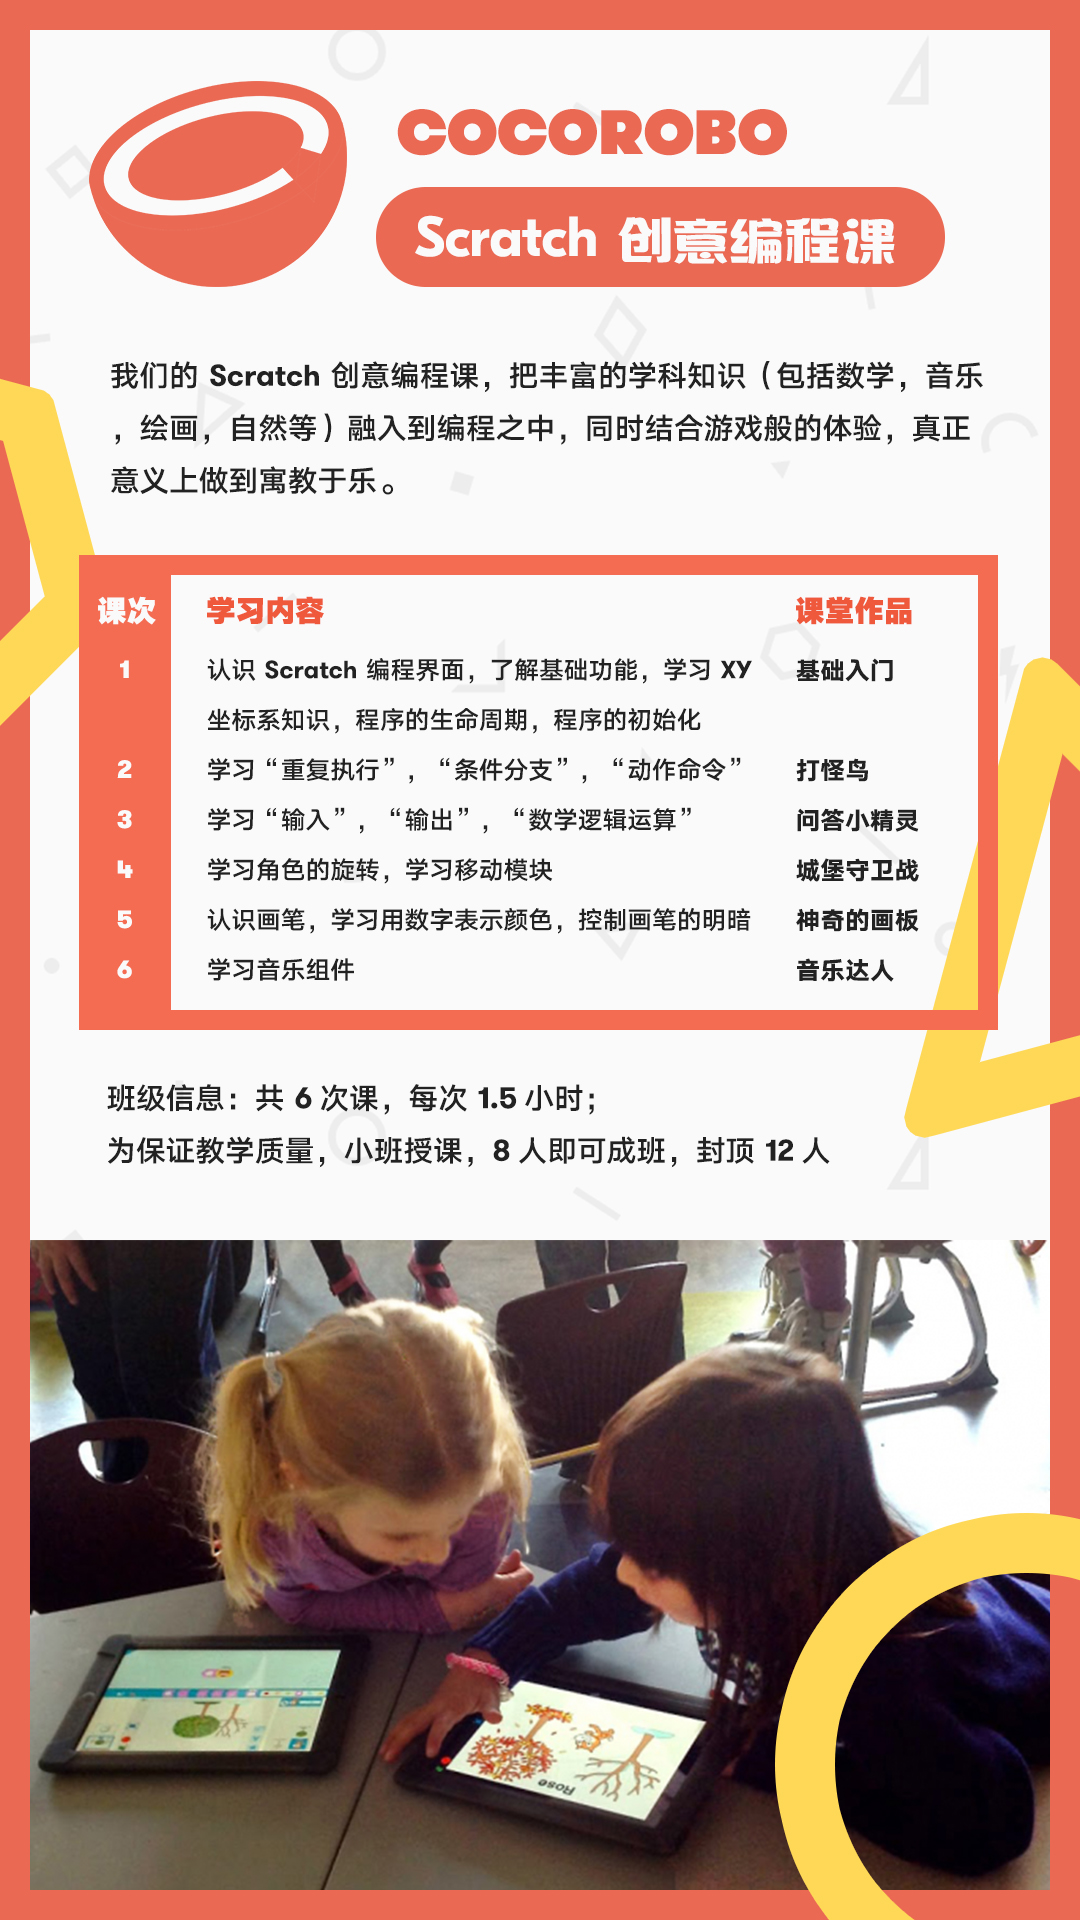 COCOROBO
Scratch 创意编程课
我们的 Scratch 创意编程课，把丰富的学科知识（包括数学，音乐
，绘画，自然等）融入到编程之中，同时结合游戏般的体验，真正
意义上做到寓教于乐。
课次 学习内容 课堂作品
1 认识 Scratch 编程界面，了解基础功能，学习 XY 基础入门
坐标系知识，程序的生命周期，程序的初始化
2 学习“重复执行”，“条件分支”，“动作命令” 打怪鸟
3 学习“输入”，“输出”，“数学逻辑运算” 问答小精灵
4 学习角色的旋转，学习移动模块 城堡守卫战
5 认识画笔，学习用数字表示颜色，控制画笔的明暗 神奇的画板
6 学习音乐组件 音乐达人
班级信息：共 6 次课，每次 1.5 小时；
为保证教学质量，小班授课，8 人即可成班，封顶 12 人
Rose